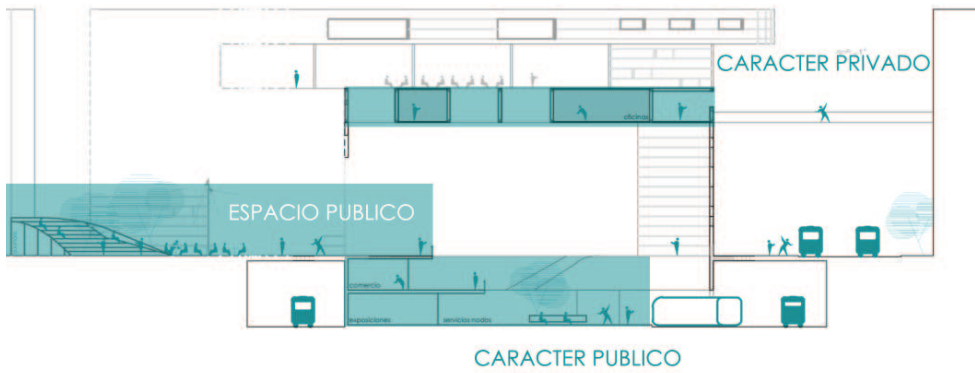 CARACTER PRIVADO
oficinas
ESPACIO PUBLICO
comercio
exposiciones
servicios nodos
CARACTER PUBLICO